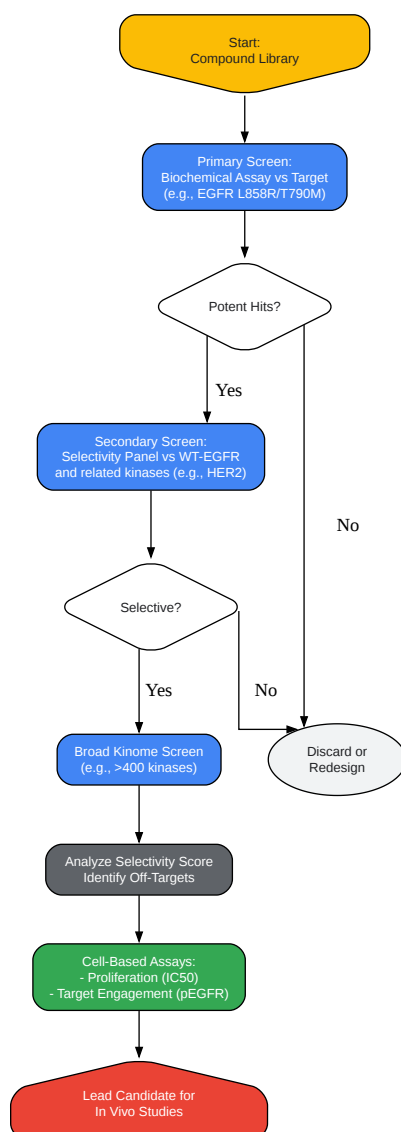 Start:
Compound Library
Primary Screen:
Biochemical Assay vs Target
(e.g., EGFR L858R/T790M)
Potent Hits?
Yes
Secondary Screen:
Selectivity Panel vs WT-EGFR
and related kinases (e.g., HER2)
No
Selective?
Yes
No
Broad Kinome Screen
(e.g., >400 kinases)
Discard or
Redesign
Analyze Selectivity Score
Identify Off-Targets
Cell-Based Assays:
- Proliferation (IC50)
- Target Engagement (pEGFR)
Lead Candidate for
In Vivo Studies